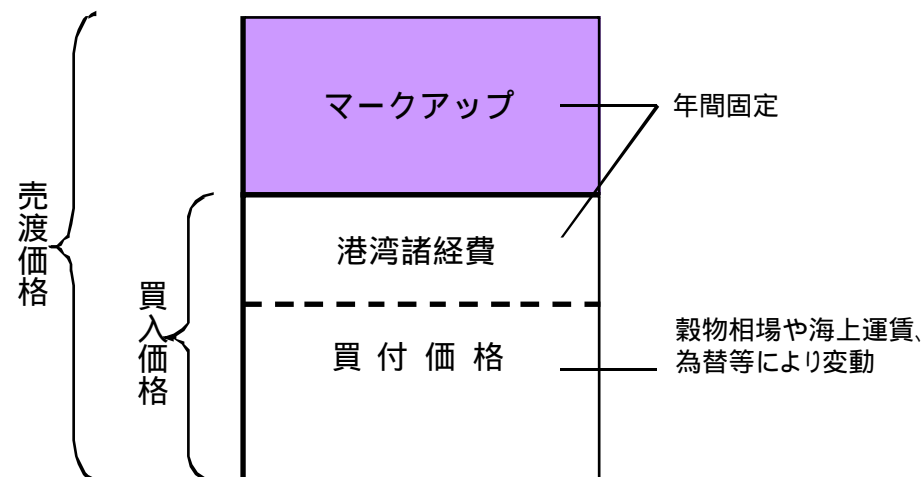 マークアップ
年間固定
売渡価格
港湾諸経費
買入価格
買付価格
穀物相場や海上運賃、
為替等により変動